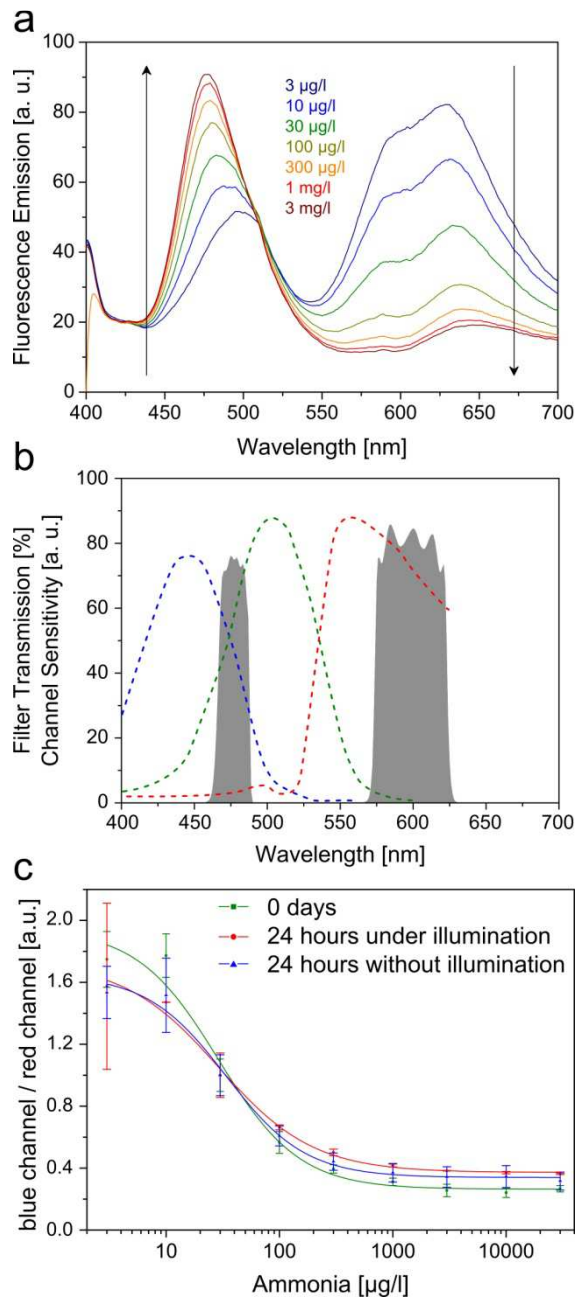 a
Fluorescence Emission [a. u.]
100
80
60
40
20
0
3 µg/l
10 µg/l
30 µg/l
100 µg/l
300 µg/l
1 mg/l
3 mg/l
400 450 500 550 600 650 700
Wavelength [nm]
b
Filter Transmission [%]
Channel Sensitivity [a. u.]
100
80
60
40
20
0
400 450 500 550 600 650 700
Wavelength [nm]
c
blue channel / red channel [a.u.]
2.0
1.6
1.2
0.8
0.4
0.0
0 days
24 hours under illumination
24 hours without illumination
10 100 1000 10000
Ammonia [µg/l]